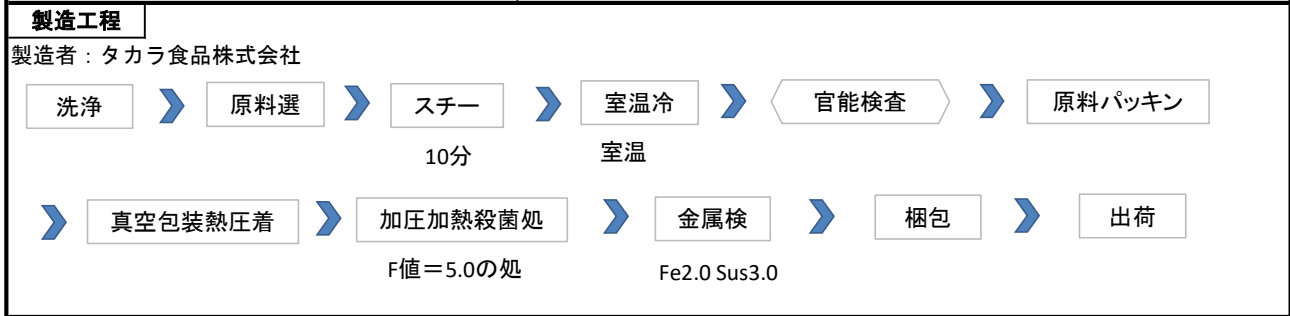 製造工程
製造者：タカラ食品株式会社
洗浄 原料選 スチー 室温冷 官能検査 原料パッキン
10分 室温
真空包装熱圧着 加圧加熱殺菌処 金属検 梱包 出荷
F値＝5.0の処 Fe2.0 Sus3.0